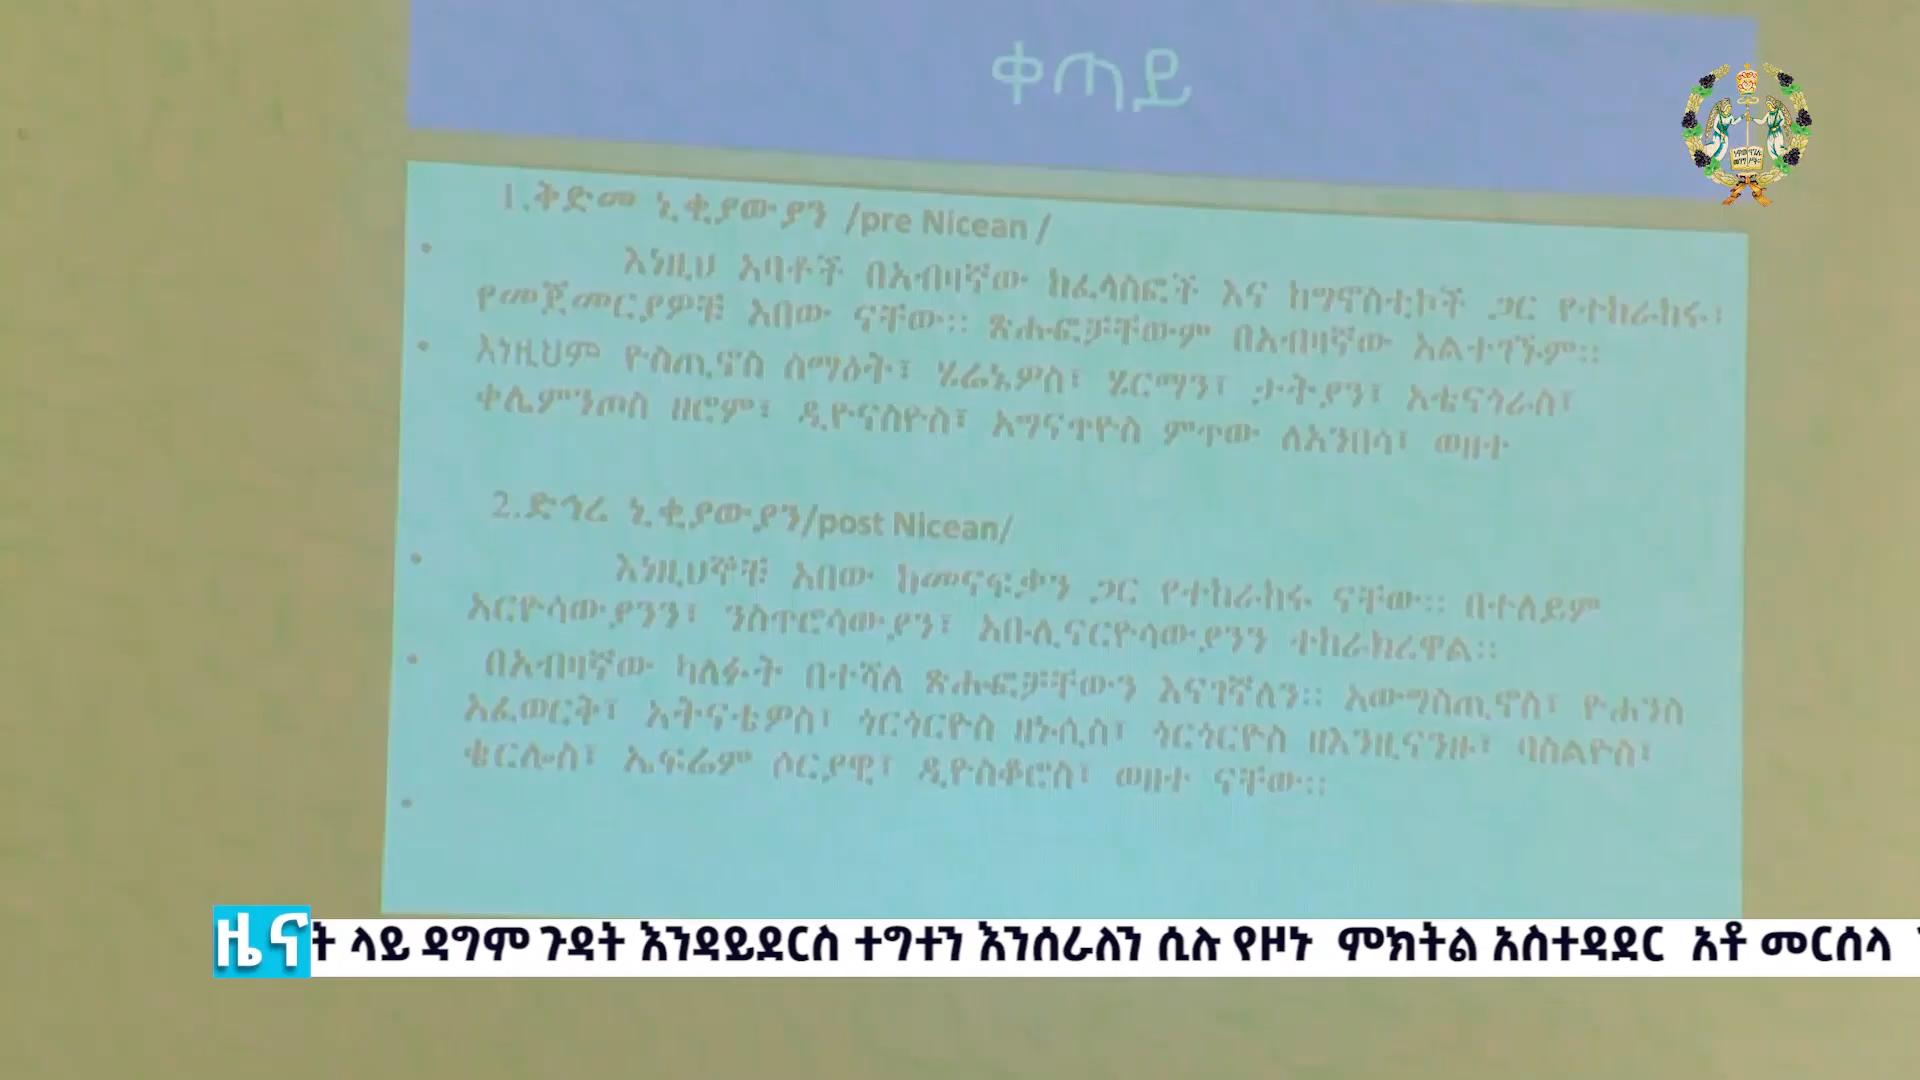 ቀጣይ
1.ቅድመ ኒቂያውያን /pre Nicean /
• እነዚህ አባቶች በአብዛኛው ከፈላስፎች እና ከግኖስቲኮች ጋር የተከራከሩ፣
የመጀመርያዎቹ አበው ናቸው፡፡ ጽሑፎቻቸውም በአብዛኛው አልተገኙም፡፡
• እነዚህም ዮስጢኖስ ሰማዕት፣ ሄሬኔዎስ፣ ሄርማን፣ ታትያን፣ አቴናጎራስ፣
ቀሌምንጦስ ዘሮም፣ ዲዮናስዮስ፣ አግናጥዮስ ምጥው ለአንበሳ፣ ወዘተ
2.ድኅረ ኒቂያውያን/post Nicean/
• እነዚህኞቹ አበው ከመናፍቃን ጋር የተከራከሩ ናቸው፡፡ በተለይም
አርዮሳውያንን፣ ንስጥሮሳውያን፣ አቡሊናርዮሳውያንን ተከራክረዋል፡፡
• በአብዛኛው ካለፉት በተሻለ ጽሑፎቻቸውን እናገኛለን፡፡ አውግስጢኖስ፣ ዮሐንስ
አፈወርቅ፣ አትናቴዎስ፣ ጎርጎርዮስ ዘኑሲስ፣ ጎርጎርዮስ ዘእንዚናንዙ፣ ባስልዮስ፣
ቄርሎስ፣ ኤፍሬም ሶርያዊ፣ ዲዮስቆሮስ፣ ወዘተ ናቸው፡፡
•
ዜና ት ላይ ዳግም ጉዳት እንዳይደርስ ተግተን እንሰራለን ሲሉ የዞኑ ምክትል አስተዳደር አቶ መርሰላ